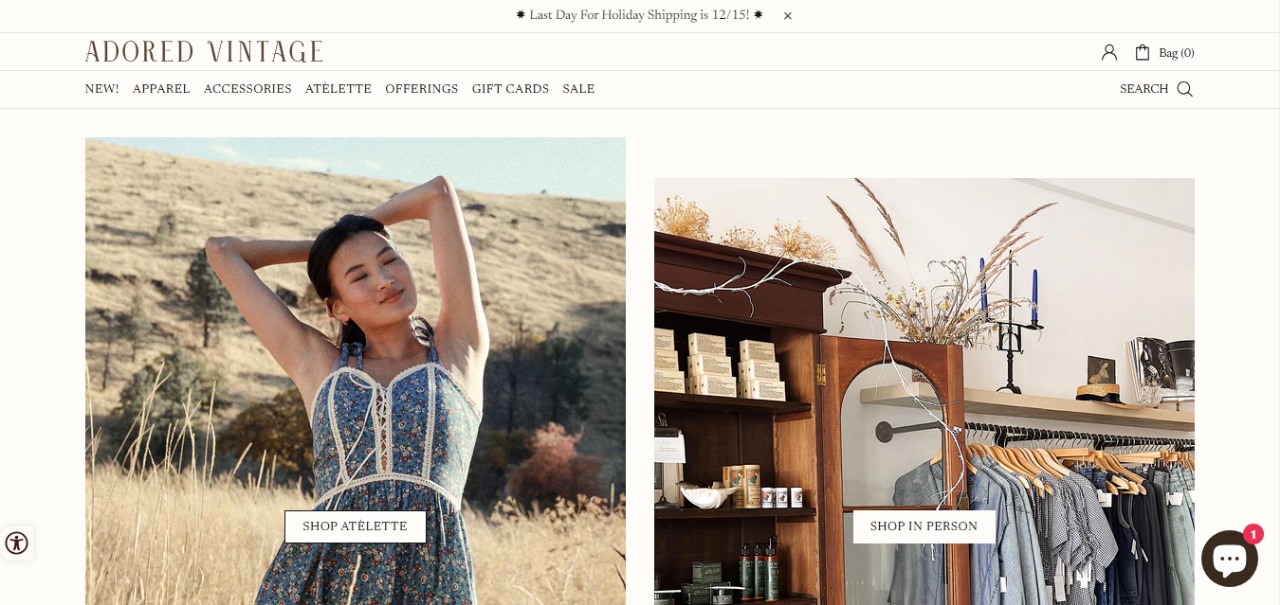 ✹ Last Day For Holiday Shipping is 12/15! ✹ ×
ADORED VINTAGE
Bag (0)
NEW! APPAREL ACCESSORIES ATÈLETTE OFFERINGS GIFT CARDS SALE
SEARCH
SHOP ATÈLETTE
SHOP IN PERSON
1